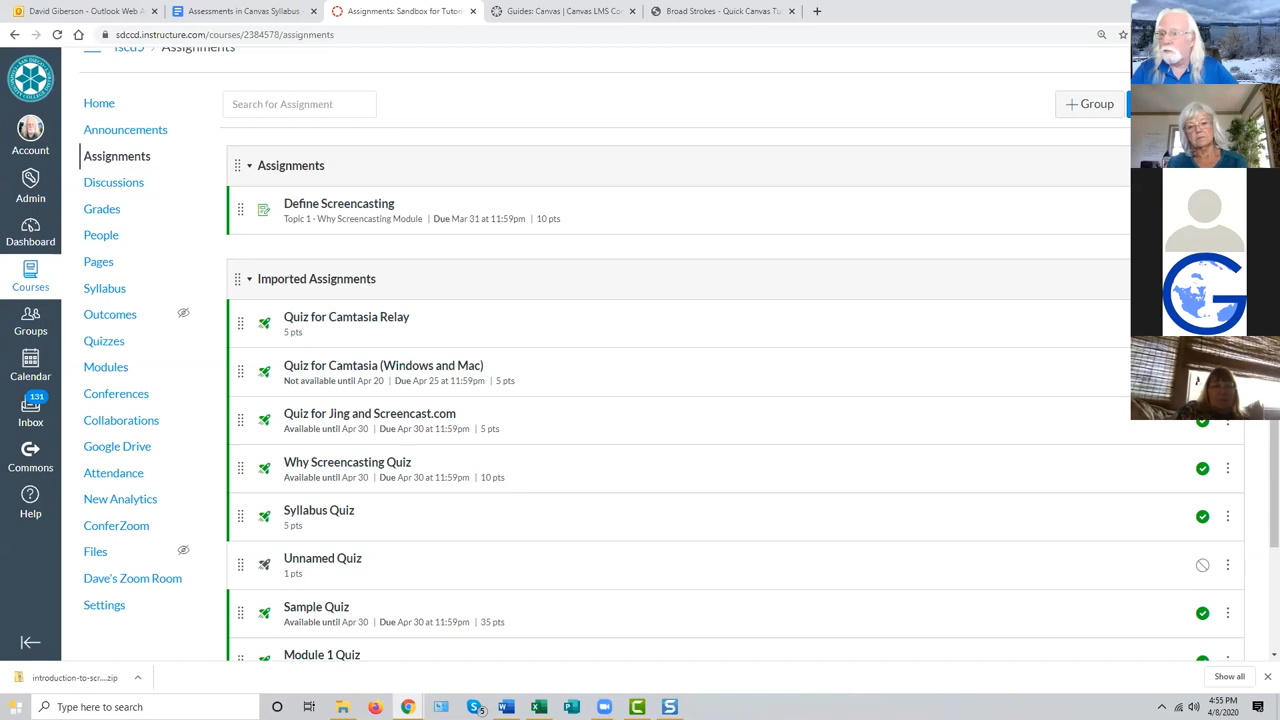 David Giberson - Outlook Web A
Assessments in Canvas Syllabus
Assignments: Sandbox for Tutor
Guides: Canvas | Canvas LMS Co
Broad Strokes - Quick Canvas Tu
sdccd.instructure.com/courses/2384578/assignments
iscd5 > Assignments
Home
Announcements
Assignments
Discussions
Grades
People
Pages
Syllabus
Outcomes
Quizzes
Modules
Conferences
Collaborations
Google Drive
Attendance
New Analytics
ConferZoom
Files
Dave's Zoom Room
Settings
Account
Admin
Dashboard
Courses
Groups
Calendar
131
Inbox
Commons
Help
Search for Assignment
+ Group
Assignments
Define Screencasting
Topic 1 - Why Screencasting Module | Due Mar 31 at 11:59pm | 10 pts
Imported Assignments
Quiz for Camtasia Relay
5 pts
Quiz for Camtasia (Windows and Mac)
Not available until Apr 20 | Due Apr 25 at 11:59pm | 5 pts
Quiz for Jing and Screencast.com
Available until Apr 30 | Due Apr 30 at 11:59pm | 5 pts
Why Screencasting Quiz
Available until Apr 30 | Due Apr 30 at 11:59pm | 10 pts
Syllabus Quiz
5 pts
Unnamed Quiz
1 pts
Sample Quiz
Available until Apr 30 | Due Apr 30 at 11:59pm | 35 pts
Module 1 Quiz
introduction-to-scr....zip
Show all
Type here to search
4:55 PM
4/8/2020